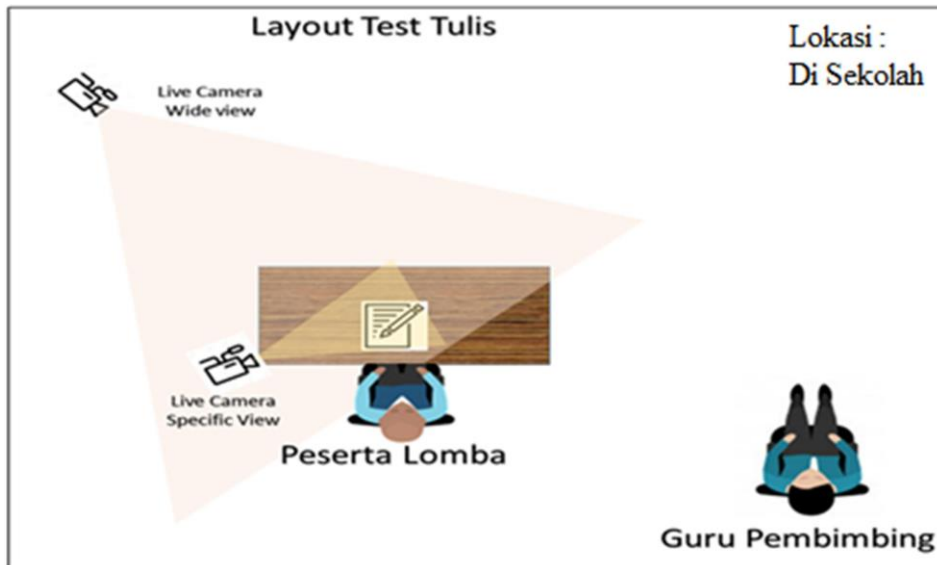 Layout Test Tulis
Lokasi :
Di Sekolah
Live Camera
Wide view
Live Camera
Specific View
Peserta Lomba
Guru Pembimbing